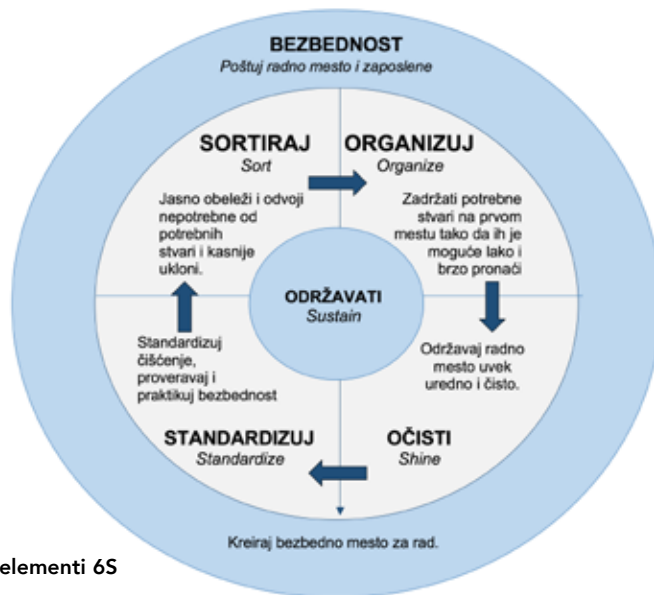 BEZBEDNOST
Poštuj radno mesto i zaposlene
SORTIRAJ
Sort
Jasno obeleži i odvoji
nepotrebne od
potrebnih
stvari i kasnije
ukloni.
ORGANIZUJ
Organize
Zadržati potrebne
stvari na prvom
mestu tako da ih je
moguće lako i
brzo pronaći
ODRŽAVATI
Sustain
Održavaj radno
mesto uvek
uredno i čisto.
OČISTI
Shine
Standardizuj
čišćenje,
proveravaj i
praktikuj bezbednost
STANDARDIZUJ
Standardize
Kreiraj bezbedno mesto za rad.
elementi 6S